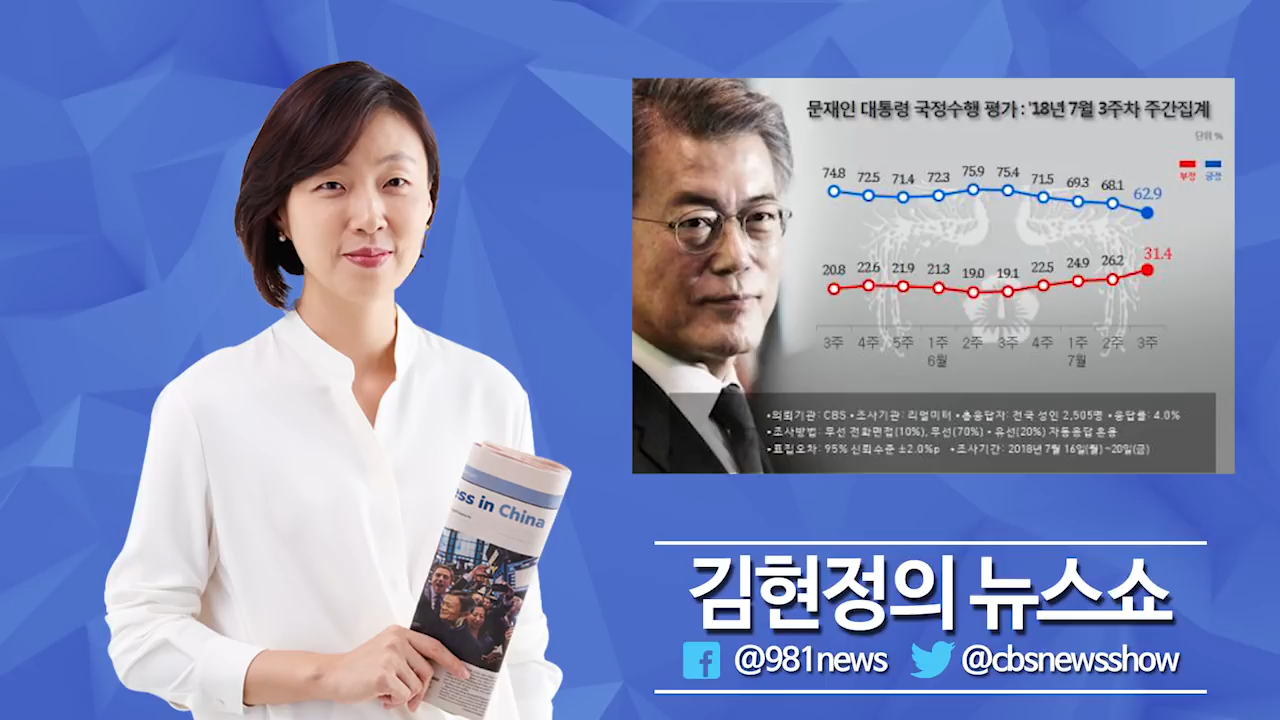 문재인 대통령 국정수행 평가 : '18년 7월 3주차 주간집계
단위 %
부정 긍정
74.8 72.5 71.4 72.3 75.9 75.4 71.5 69.3 68.1 62.9
20.8 22.6 21.9 21.3 19.0 19.1 22.5 24.9 26.2 31.4
3주 4주 5주 1주 2주 3주 4주 1주 2주 3주
6월 7월
•의뢰기관: CBS •조사기관: 리얼미터 •총응답자: 전국 성인 2,505명 •응답률: 4.0%
•조사방법: 무선 전화면접(10%), 무선(70%) • 유선(20%) 자동응답 혼용
•표집오차: 95% 신뢰수준 ±2.0%p •조사기간: 2018년 7월 16일(월) ~20일(금)
ess in China
김현정의 뉴스쇼
f @981news @cbsnewsshow